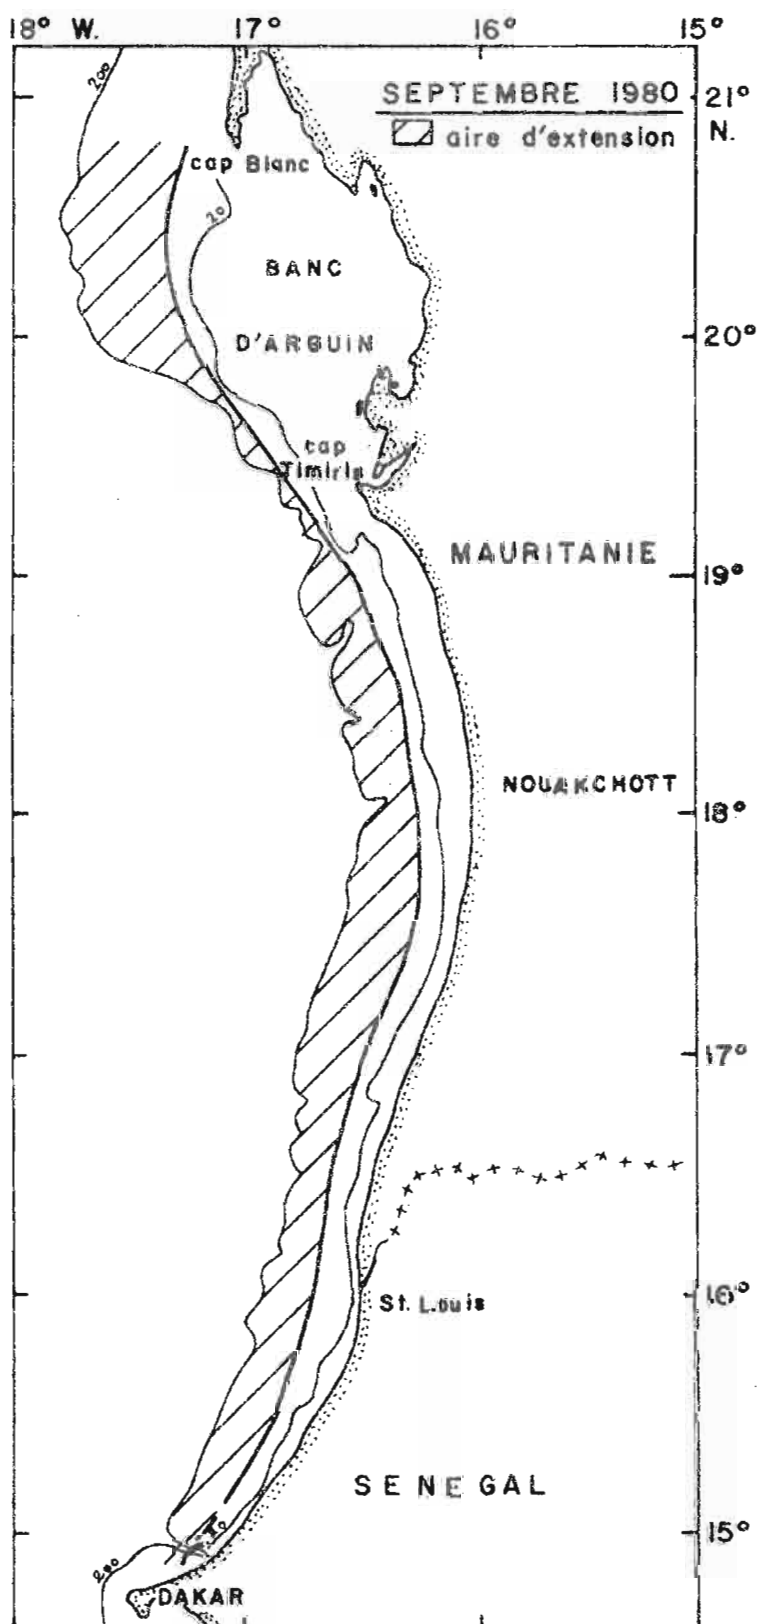 18° W. 17° 16° 15°
200
SEPTEMBRE 1980
21°
N.
aire d'extension
cap Blanc
20
BANC
D'ARGUIN
20°
cap
Timiris
MAURITANIE
19°
NOUAKCHOTT
18°
17°
16°
St. Louis
SENEGAL
15°
200
DAKAR